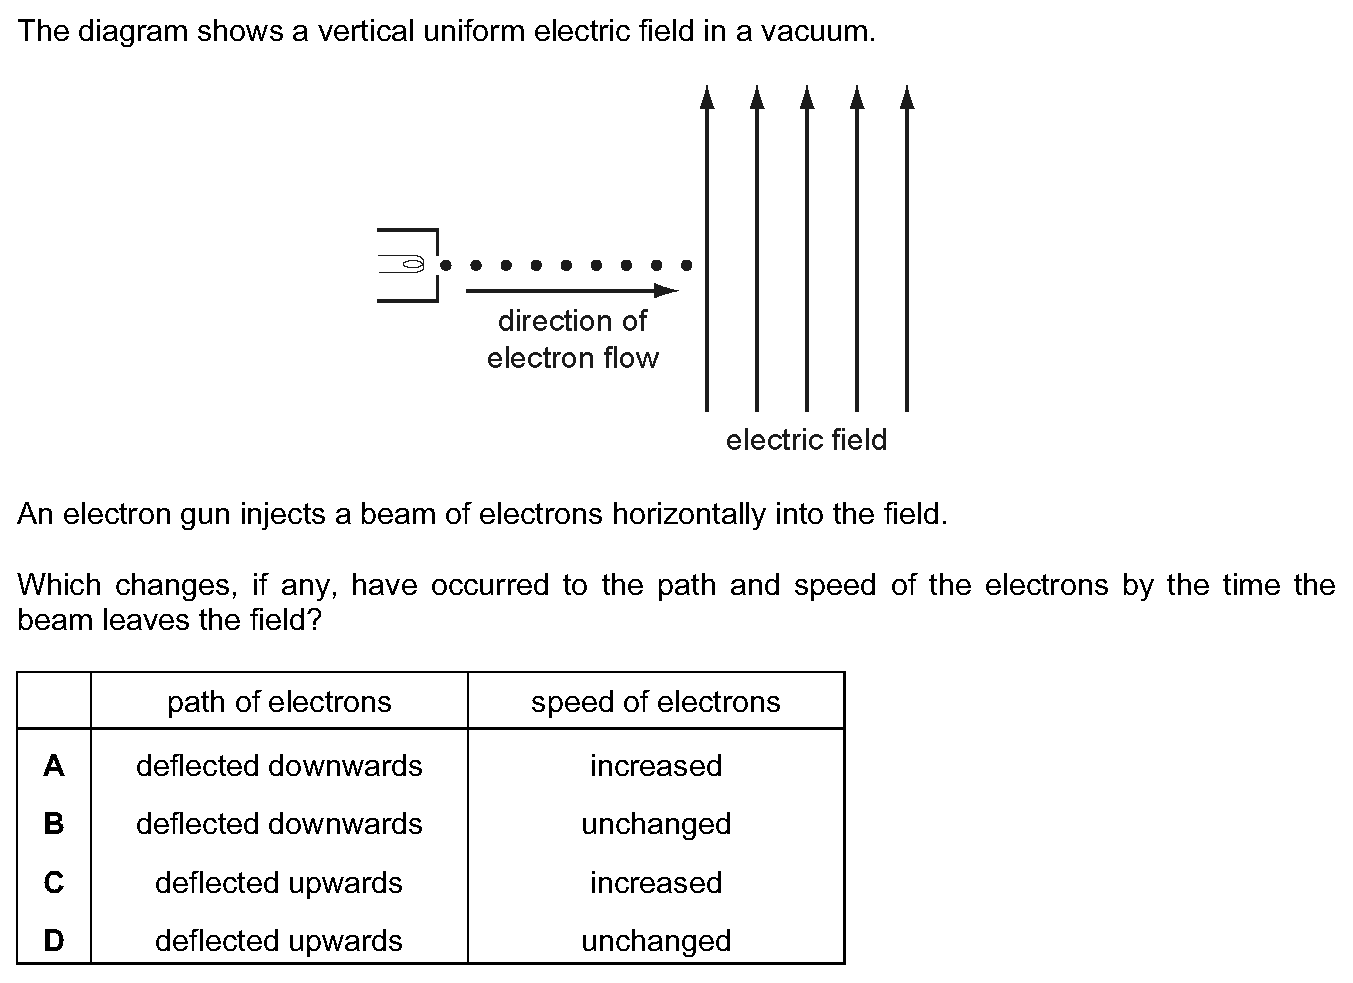 The diagram shows a vertical uniform electric field in a vacuum.
direction of
electron flow
electric field
An electron gun injects a beam of electrons horizontally into the field.
Which changes, if any, have occurred to the path and speed of the electrons by the time the
beam leaves the field?
path of electrons speed of electrons
A deflected downwards increased
B deflected downwards unchanged
C deflected upwards increased
D deflected upwards unchanged